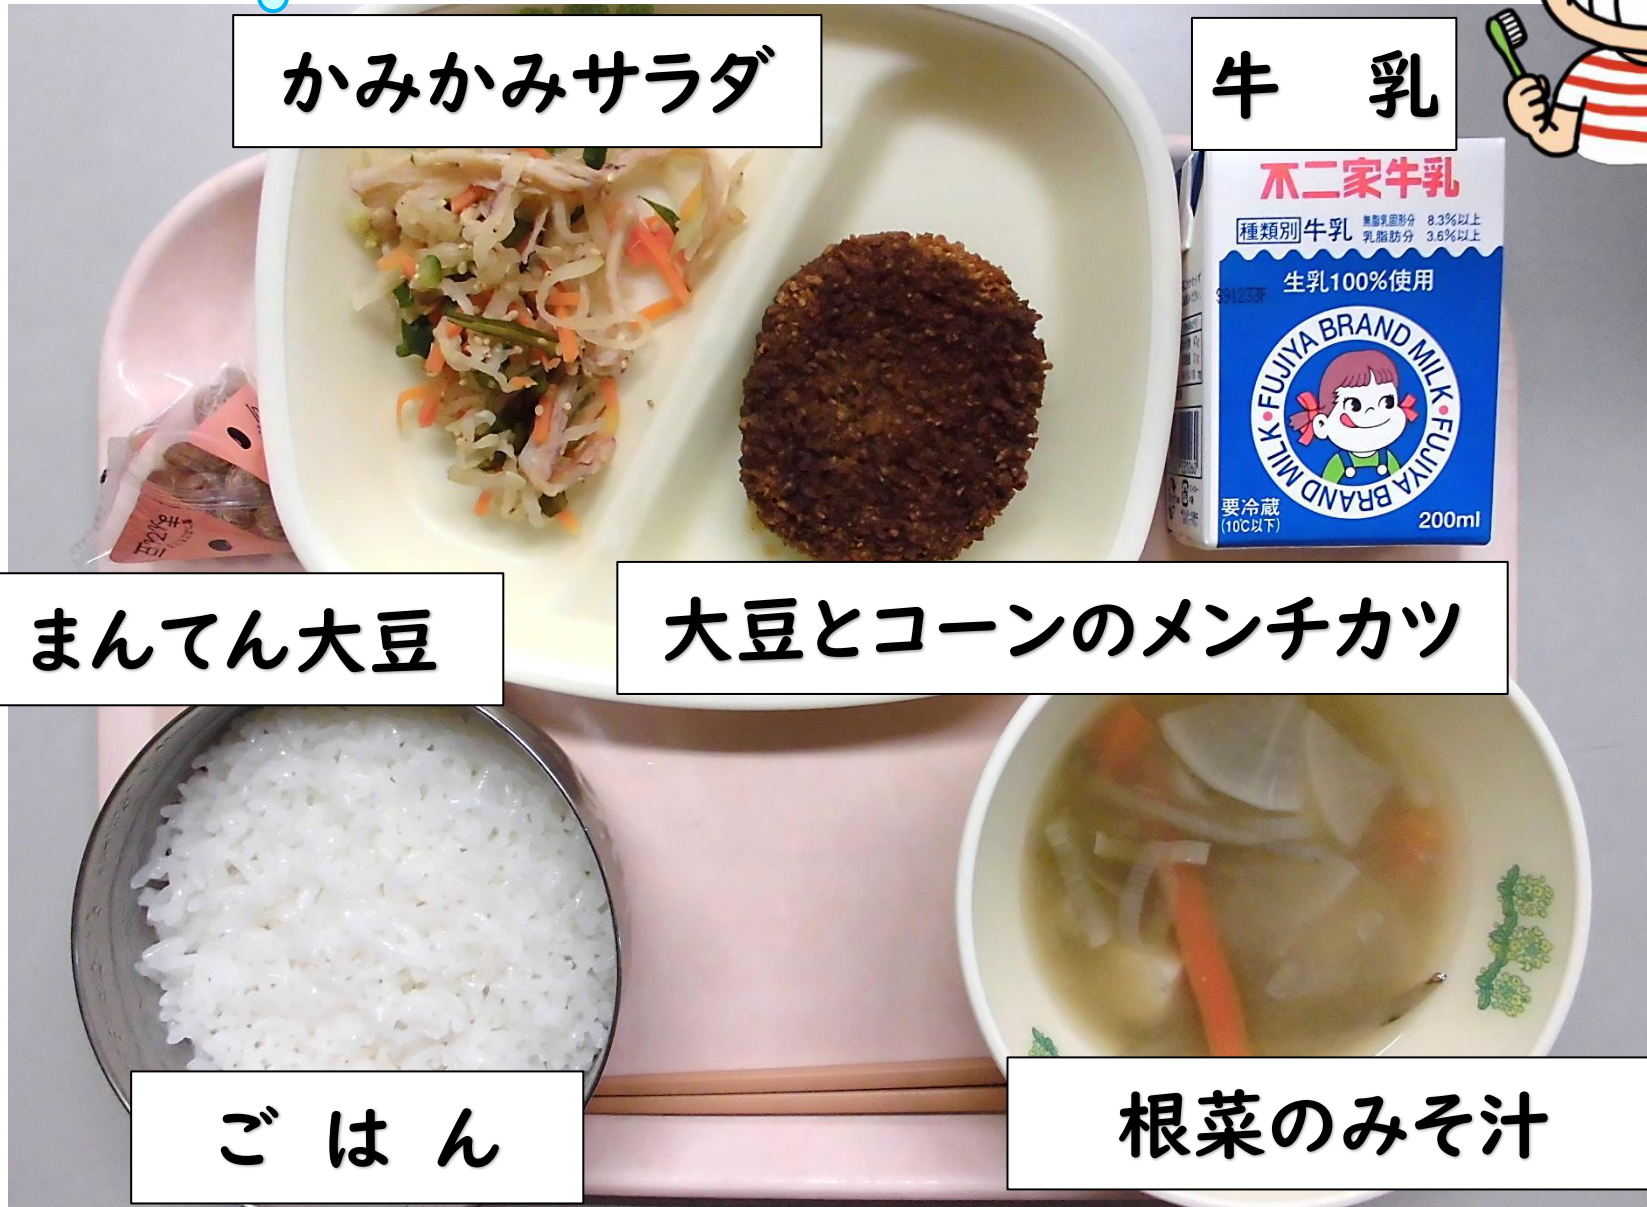 かみかみサラダ
牛 乳
不二家牛乳
種類別 牛乳
無脂乳固形分 8.3%以上
乳脂肪分 3.6%以上
生乳100%使用
FUJIYA BRAND MILK・FUJIYA BRAND MILK・
要冷蔵
(10℃以下)
200ml
まんてん大豆
大豆とコーンのメンチカツ
ごはん
根菜のみそ汁